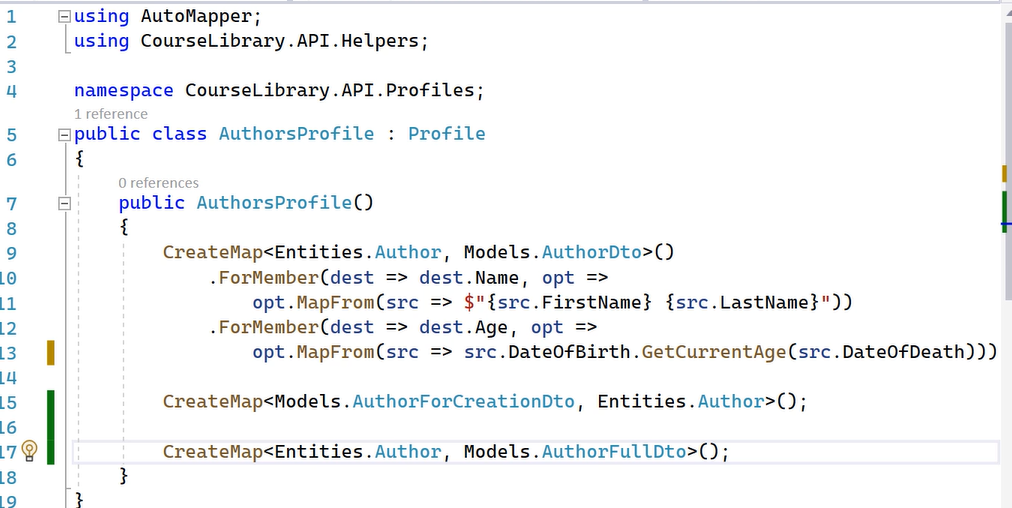 1 using AutoMapper;
2 using CourseLibrary.API.Helpers;
3
4 namespace CourseLibrary.API.Profiles;
1 reference
5 public class AuthorsProfile : Profile
6 {
0 references
7 public AuthorsProfile()
8 {
9 CreateMap<Entities.Author, Models.AuthorDto>()
10 .ForMember(dest => dest.Name, opt =>
11 opt.MapFrom(src => $"{src.FirstName} {src.LastName}"))
12 .ForMember(dest => dest.Age, opt =>
13 opt.MapFrom(src => src.DateOfBirth.GetCurrentAge(src.DateOfDeath)))
14
15 CreateMap<Models.AuthorForCreationDto, Entities.Author>();
16
17 CreateMap<Entities.Author, Models.AuthorFullDto>();
18 }
19 }